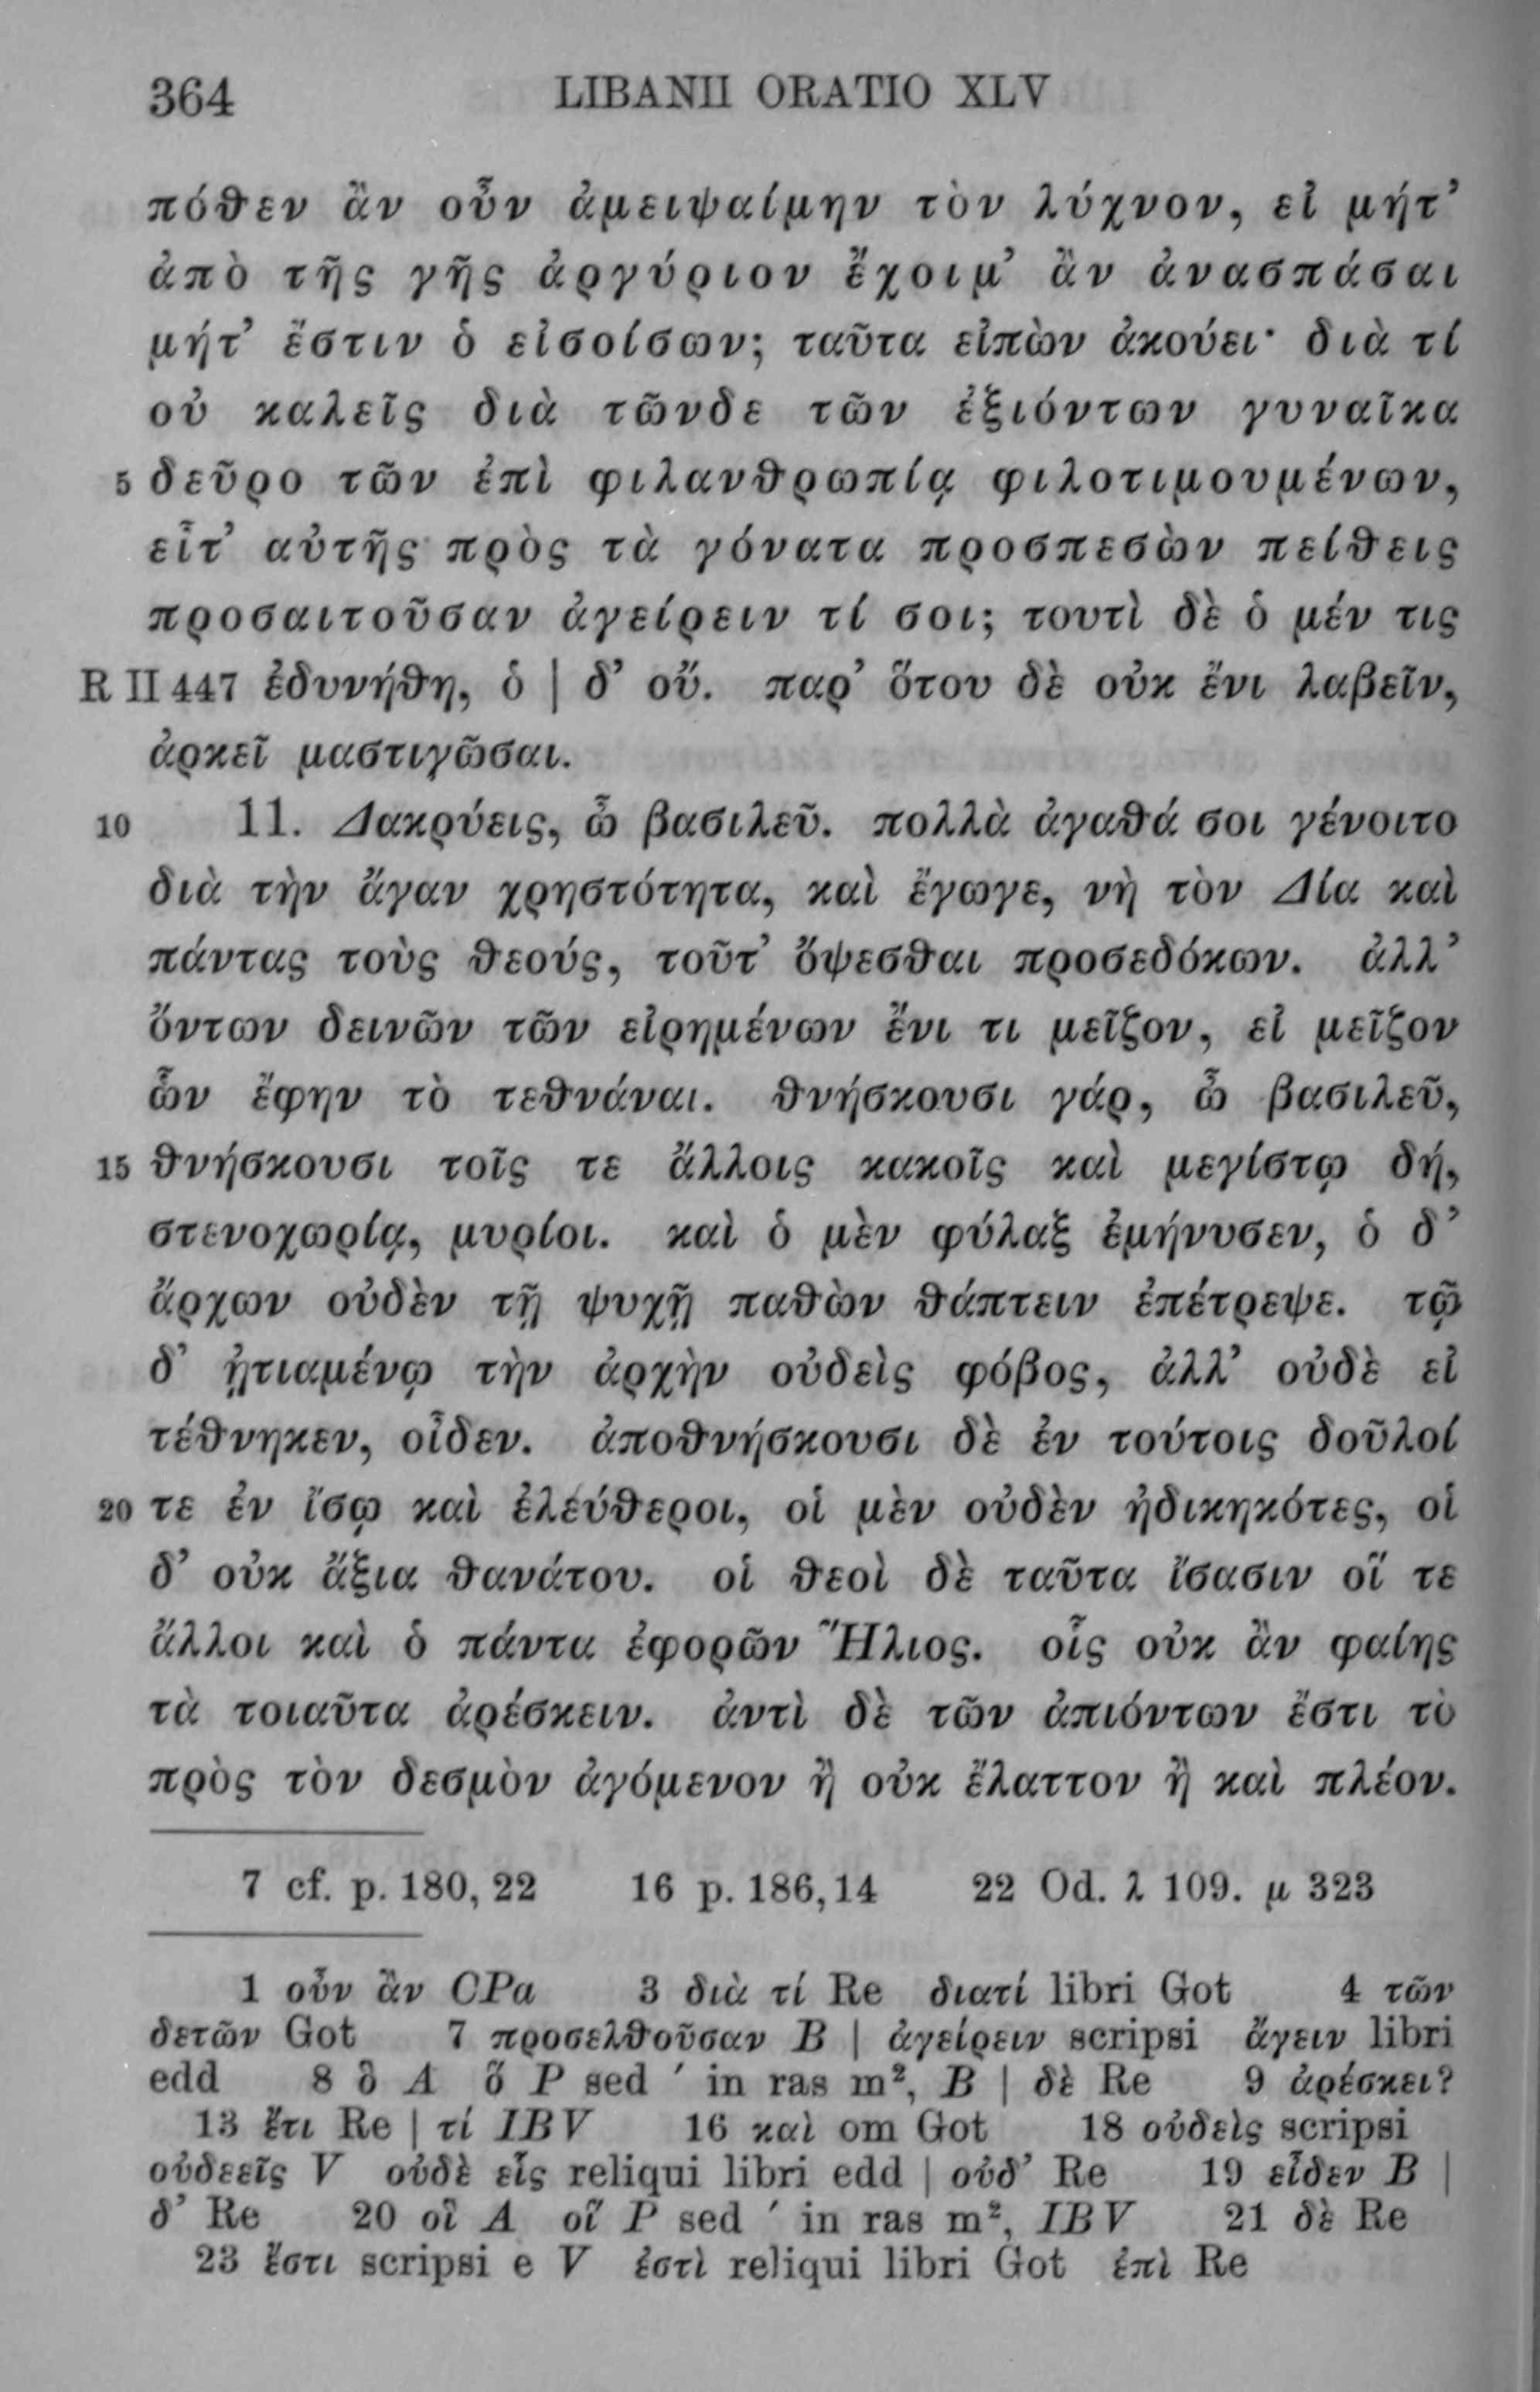 364 LIBANII ORATIO XLV
πόθεν ἂν οὖν ἀμειψαίμην τὸν λύχνον, εἰ μήτ’
ἀπὸ τῆς γῆς ἀργύριον ἔχοιμ’ ἂν ἀνασπάσαι
μήτ’ ἔστιν ὁ εἰσοίσων; ταῦτα εἰπὼν ἀκούει· διὰ τί
οὐ καλεῖς διὰ τῶνδε τῶν ἐξιόντων γυναῖκα
5 δεῦρο τῶν ἐπὶ φιλανθρωπίᾳ φιλοτιμουμένων,
εἶτ’ αὐτῆς πρὸς τὰ γόνατα προσπεσὼν πείθεις
προσαιτοῦσαν ἀγείρειν τί σοι; τουτὶ δὲ ὁ μέν τις
R II 447 ἐδυνήθη, ὁ | δ’ οὔ. παρ’ ὅτου δὲ οὐκ ἔνι λαβεῖν,
ἀρκεῖ μαστιγῶσαι.
10 11. Δακρύεις, ὦ βασιλεῦ. πολλὰ ἀγαθά σοι γένοιτο
διὰ τὴν ἄγαν χρηστότητα, καὶ ἔγωγε, νὴ τὸν Δία καὶ
πάντας τοὺς θεούς, τοῦτ’ ὄψεσθαι προσεδόκων. ἀλλ’
ὄντων δεινῶν τῶν εἰρημένων ἔνι τι μεῖζον, εἰ μεῖζον
ὧν ἔφην τὸ τεθνάναι. θνήσκουσι γάρ, ὦ βασιλεῦ,
15 θνήσκουσι τοῖς τε ἄλλοις κακοῖς καὶ μεγίστῳ δή,
στενοχωρίᾳ, μυρίοι. καὶ ὁ μὲν φύλαξ ἐμήνυσεν, ὁ δ’
ἄρχων οὐδὲν τῇ ψυχῇ παθὼν θάπτειν ἐπέτρεψε. τῷ
δ’ ᾐτιαμένῳ τὴν ἀρχὴν οὐδεὶς φόβος, ἀλλ’ οὐδὲ εἰ
τέθνηκεν, οἶδεν. ἀποθνήσκουσι δὲ ἐν τούτοις δοῦλοί
20 τε ἐν ἴσῳ καὶ ἐλεύθεροι, οἱ μὲν οὐδὲν ἠδικηκότες, οἱ
δ’ οὐκ ἄξια θανάτου. οἱ θεοὶ δὲ ταῦτα ἴσασιν οἵ τε
ἄλλοι καὶ ὁ πάντα ἐφορῶν Ἥλιος. οἷς οὐκ ἂν φαίης
τὰ τοιαῦτα ἀρέσκειν. ἀντὶ δὲ τῶν ἀπιόντων ἔστι τὸ
πρὸς τὸν δεσμὸν ἀγόμενον ἢ οὐκ ἔλαττον ἢ καὶ πλέον.
7 cf. p. 180, 22 16 p. 186,14 22 Od. λ 109. μ 323
1 οὖν ἂν CPa 3 διὰ τί Re διατί libri Got 4 τῶν
δετῶν Got 7 προσελθοῦσαν B | ἀγείρειν scripsi ἄγειν libri
edd 8 ὃ A ὅ P sed ′ in ras m², B | δὲ Re 9 ἀρέσκει?
13 ἔτι Re | τί IBV 16 καὶ om Got 18 οὐδεὶς scripsi
οὐδεεῖς V οὐδὲ εἷς reliqui libri edd | οὐδ’ Re 19 εἶδεν B |
δ’ Re 20 οἳ A οἵ P sed ′ in ras m², IBV 21 δὲ Re
23 ἔστι scripsi e V ἐστὶ reliqui libri Got ἐπὶ Re